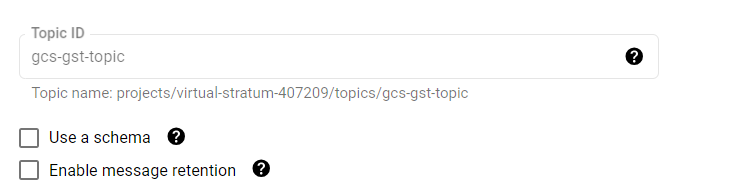 Topic ID
gcs-gst-topic
Topic name: projects/virtual-stratum-407209/topics/gcs-gst-topic
Use a schema ?
Enable message retention ?